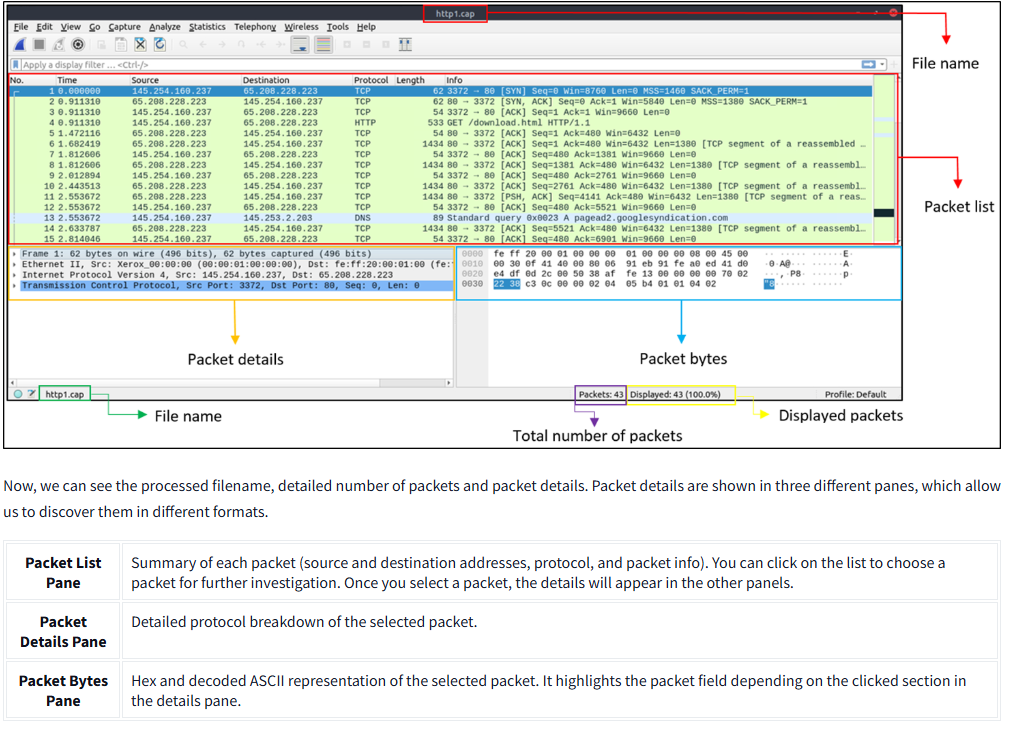 http1.cap
File Edit View Go Capture Analyze Statistics Telephony Wireless Tools Help
Apply a display filter ... <Ctrl-/>
File name
No. Time Source Destination Protocol Length Info
1 0.000000 145.254.160.237 65.208.228.223 TCP 62 3372 → 80 [SYN] Seq=0 Win=8760 Len=0 MSS=1460 SACK_PERM=1
2 0.911310 65.208.228.223 145.254.160.237 TCP 62 80 → 3372 [SYN, ACK] Seq=0 Ack=1 Win=5840 Len=0 MSS=1380 SACK_PERM=1
3 0.911310 145.254.160.237 65.208.228.223 TCP 54 3372 → 80 [ACK] Seq=1 Ack=1 Win=9660 Len=0
4 0.911310 145.254.160.237 65.208.228.223 HTTP 533 GET /download.html HTTP/1.1
5 1.472116 65.208.228.223 145.254.160.237 TCP 54 80 → 3372 [ACK] Seq=1 Ack=480 Win=6432 Len=0
6 1.682419 65.208.228.223 145.254.160.237 TCP 1434 80 → 3372 [ACK] Seq=1 Ack=480 Win=6432 Len=1380 [TCP segment of a reassembled …
7 1.812606 145.254.160.237 65.208.228.223 TCP 54 3372 → 80 [ACK] Seq=480 Ack=1381 Win=9660 Len=0
8 1.812606 65.208.228.223 145.254.160.237 TCP 1434 80 → 3372 [ACK] Seq=1381 Ack=480 Win=6432 Len=1380 [TCP segment of a reassembl…
9 2.012894 145.254.160.237 65.208.228.223 TCP 54 3372 → 80 [ACK] Seq=480 Ack=2761 Win=9660 Len=0
10 2.443513 65.208.228.223 145.254.160.237 TCP 1434 80 → 3372 [ACK] Seq=2761 Ack=480 Win=6432 Len=1380 [TCP segment of a reassembl…
11 2.553672 65.208.228.223 145.254.160.237 TCP 1434 80 → 3372 [PSH, ACK] Seq=4141 Ack=480 Win=6432 Len=1380 [TCP segment of a reas…
12 2.553672 145.254.160.237 65.208.228.223 TCP 54 3372 → 80 [ACK] Seq=480 Ack=5521 Win=9660 Len=0
13 2.553672 145.254.160.237 145.253.2.203 DNS 89 Standard query 0x0023 A pagead2.googlesyndication.com
14 2.633787 65.208.228.223 145.254.160.237 TCP 1434 80 → 3372 [ACK] Seq=5521 Ack=480 Win=6432 Len=1380 [TCP segment of a reassembl…
15 2.814046 145.254.160.237 65.208.228.223 TCP 54 3372 → 80 [ACK] Seq=480 Ack=6901 Win=9660 Len=0
Packet list
Frame 1: 62 bytes on wire (496 bits), 62 bytes captured (496 bits)
Ethernet II, Src: Xerox_00:00:00 (00:00:01:00:00:00), Dst: fe:ff:20:00:01:00 (fe:
Internet Protocol Version 4, Src: 145.254.160.237, Dst: 65.208.228.223
Transmission Control Protocol, Src Port: 3372, Dst Port: 80, Seq: 0, Len: 0
0000 fe ff 20 00 01 00 00 00 01 00 00 00 08 00 45 00 ·· ······ ······E·
0010 00 30 0f 41 40 00 80 06 91 eb 91 fe a0 ed 41 d0 ·0·A@··· ······A·
0020 e4 df 0d 2c 00 50 38 af fe 13 00 00 00 00 70 02 ···,·P8· ······p·
0030 22 38 c3 0c 00 00 02 04 05 b4 01 01 04 02 "8······ ······
Packet details
Packet bytes
http1.cap
Packets: 43
Displayed: 43 (100.0%)
Profile: Default
File name
Displayed packets
Total number of packets
Now, we can see the processed filename, detailed number of packets and packet details. Packet details are shown in three different panes, which allow
us to discover them in different formats.
Packet List
Pane
Summary of each packet (source and destination addresses, protocol, and packet info). You can click on the list to choose a
packet for further investigation. Once you select a packet, the details will appear in the other panels.
Packet
Details Pane
Detailed protocol breakdown of the selected packet.
Packet Bytes
Pane
Hex and decoded ASCII representation of the selected packet. It highlights the packet field depending on the clicked section in
the details pane.